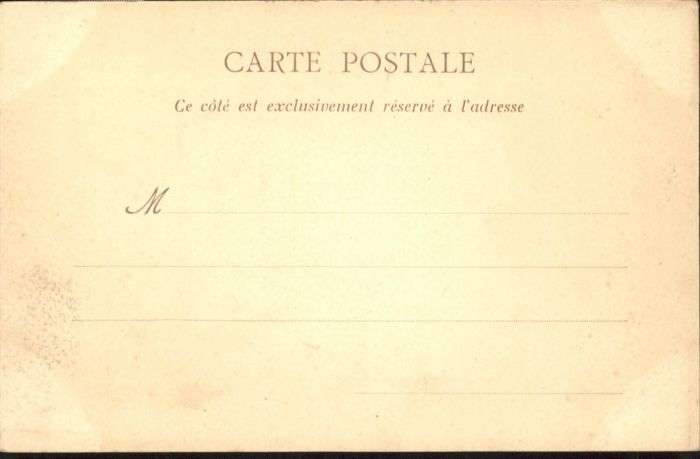 CARTE POSTALE
Ce côté est exclusivement réservé à l'adresse
M